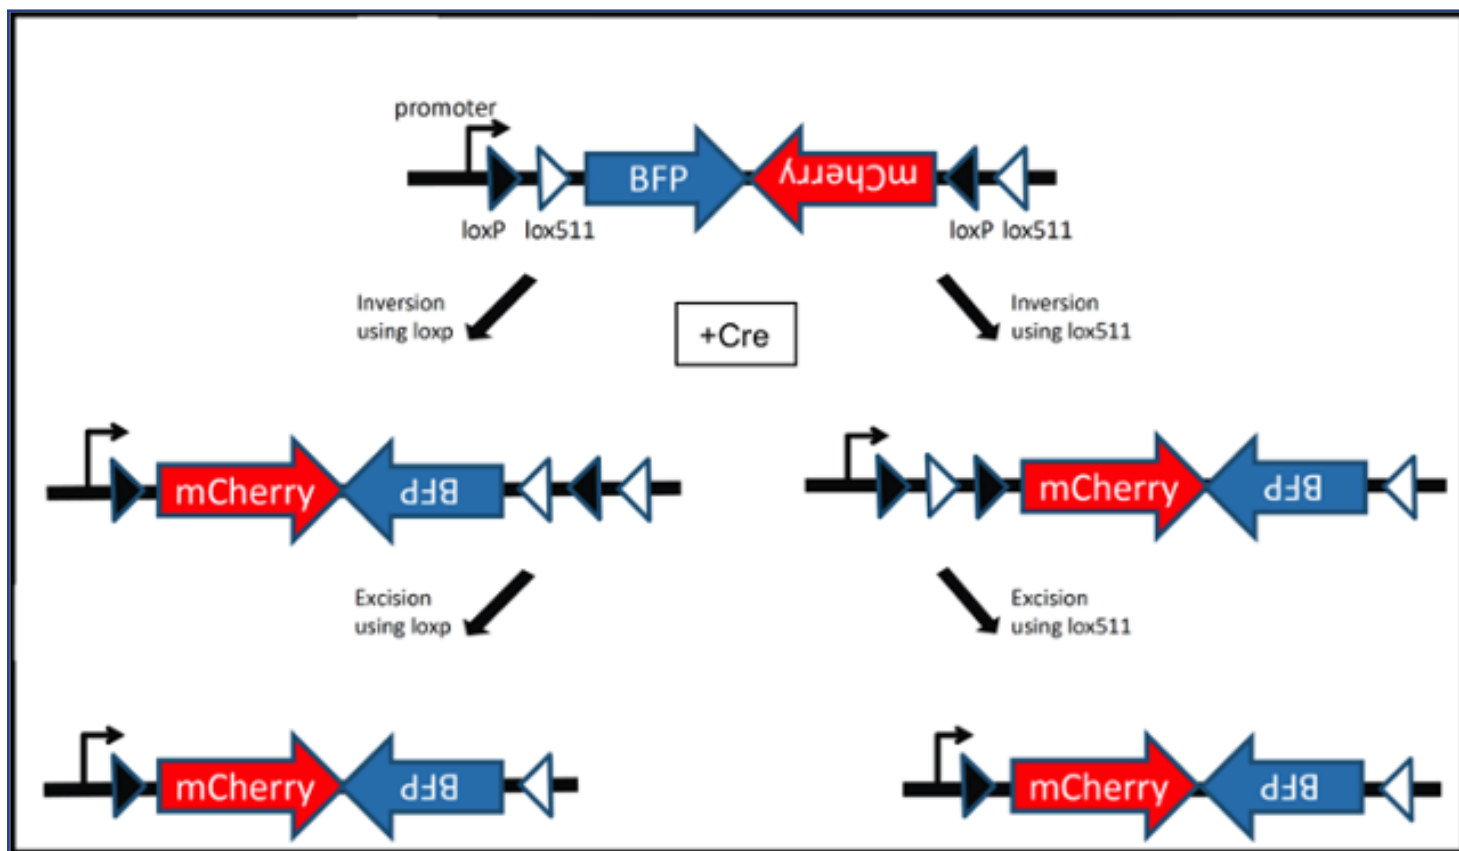 promoter
BFP mCherry
loxP lox511 loxP lox511
Inversion
using loxp
+Cre
Inversion
using lox511
mCherry BFP
mCherry BFP
Excision
using loxp
Excision
using lox511
mCherry BFP
mCherry BFP